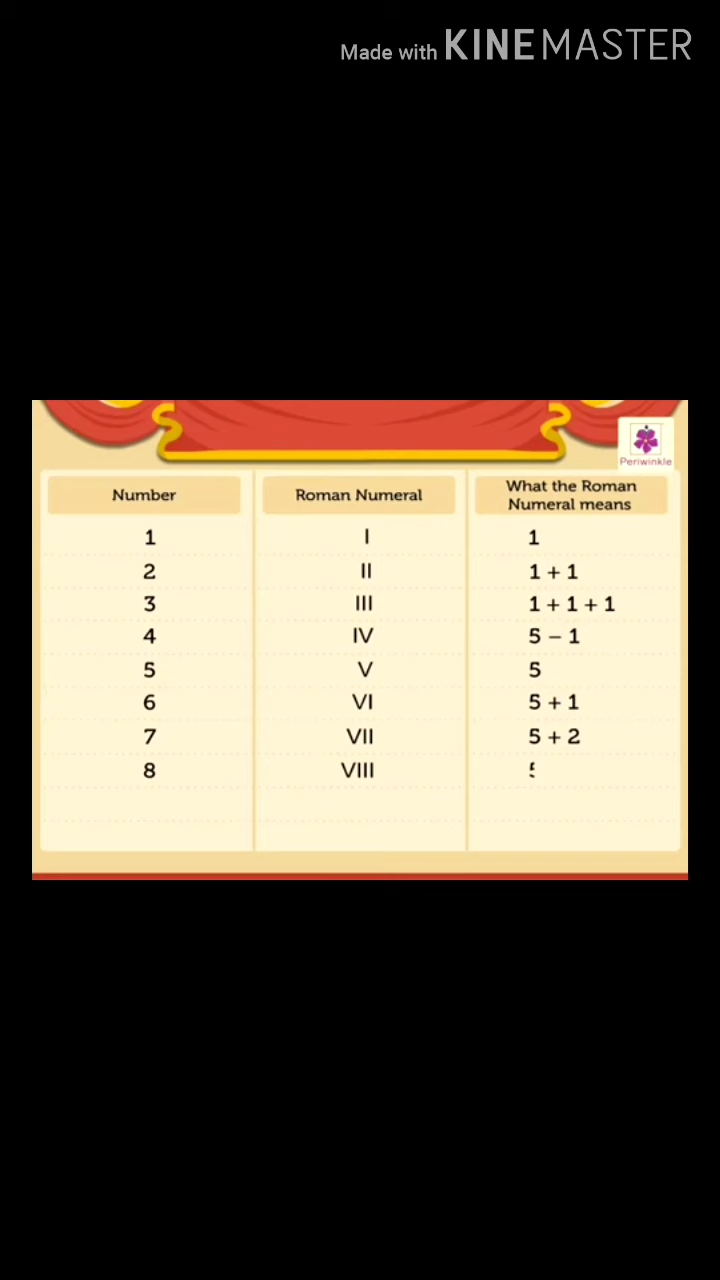 Made with KINEMASTER
Periwinkle
Number Roman Numeral What the Roman Numeral means
1 I 1
2 II 1 + 1
3 III 1 + 1 + 1
4 IV 5 − 1
5 V 5
6 VI 5 + 1
7 VII 5 + 2
8 VIII